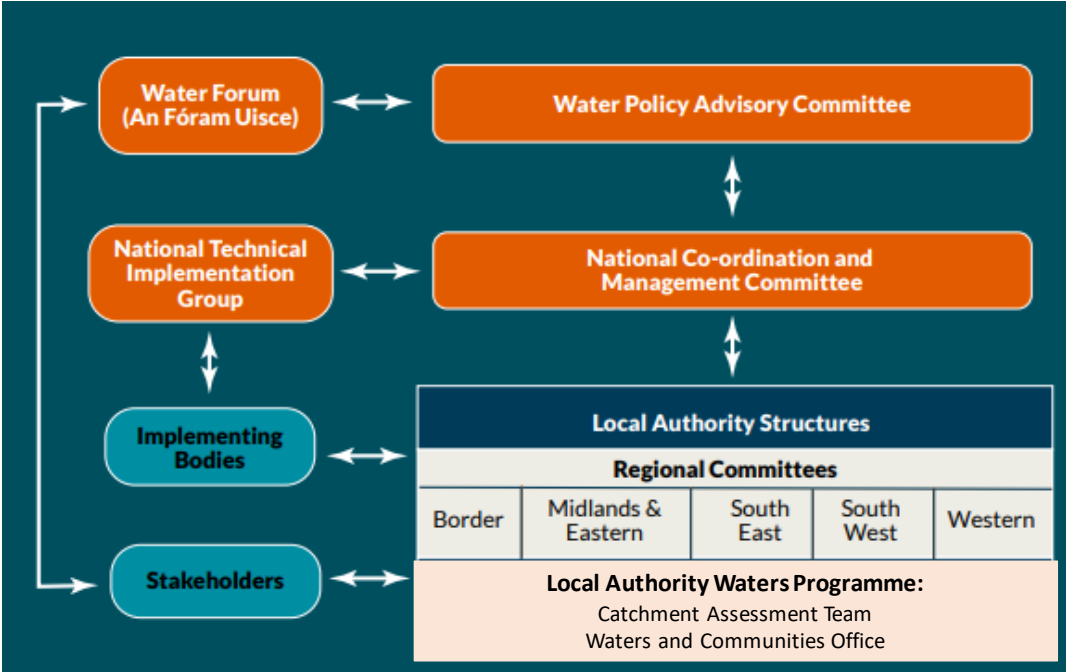 Water Forum
(An Fóram Uisce)
Water Policy Advisory Committee
National Technical
Implementation
Group
National Co-ordination and
Management Committee
Implementing
Bodies
Local Authority Structures
Regional Committees
Border
Midlands &
Eastern
South
East
South
West
Western
Stakeholders
Local Authority Waters Programme:
Catchment Assessment Team
Waters and Communities Office